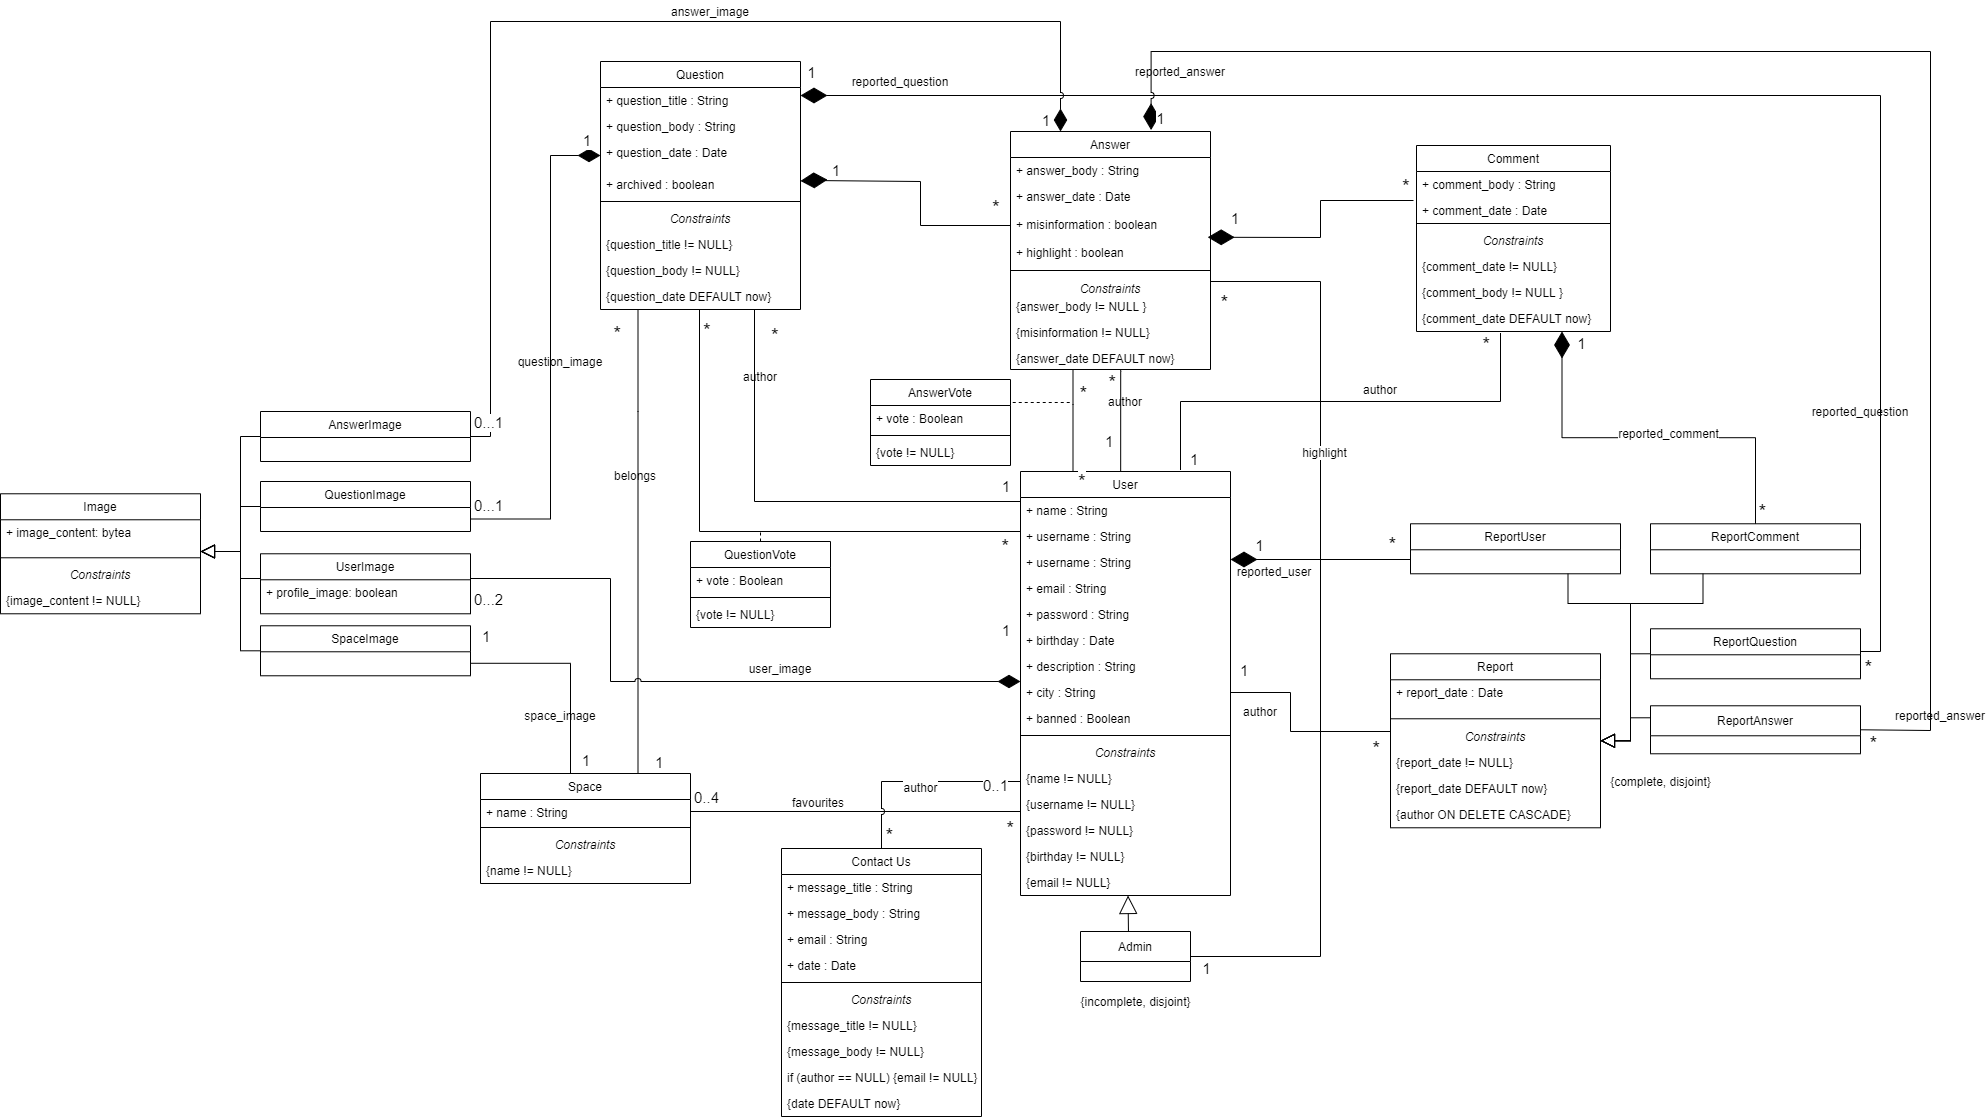 answer_image
Question
1
+ question_title : String
+ question_body : String
+ question_date : Date
+ archived : boolean
Constraints
{question_title != NULL}
{question_body != NULL}
{question_date DEFAULT now}
reported_question
reported_answer
1
1
1
1
*
Answer
+ answer_body : String
+ answer_date : Date
+ misinformation : boolean
+ highlight : boolean
Constraints
{answer_body != NULL }
{misinformation != NULL}
{answer_date DEFAULT now}
1
*
*
Comment
+ comment_body : String
+ comment_date : Date
Constraints
{comment_date != NULL}
{comment_body != NULL }
{comment_date DEFAULT now}
*
1
*
*
*
question_image
author
AnswerVote
+ vote : Boolean
{vote != NULL}
*
*
author
1
author
1
reported_question
reported_comment
highlight
AnswerImage
0...1
QuestionImage
0...1
belongs
Image
+ image_content: bytea
Constraints
{image_content != NULL}
UserImage
+ profile_image: boolean
0...2
SpaceImage
1
1
*
QuestionVote
+ vote : Boolean
{vote != NULL}
1
user_image
*
User
+ name : String
+ username : String
+ username : String
+ email : String
+ password : String
+ birthday : Date
+ description : String
+ city : String
+ banned : Boolean
Constraints
{name != NULL}
{username != NULL}
{password != NULL}
{birthday != NULL}
{email != NULL}
1
*
reported_user
ReportUser
*
ReportComment
ReportQuestion
*
ReportAnswer
reported_answer
*
1
author
*
Report
+ report_date : Date
Constraints
{report_date != NULL}
{report_date DEFAULT now}
{author ON DELETE CASCADE}
{complete, disjoint}
space_image
1
1
Space
+ name : String
Constraints
{name != NULL}
0..4
favourites
*
author
0..1
*
Contact Us
+ message_title : String
+ message_body : String
+ email : String
+ date : Date
Constraints
{message_title != NULL}
{message_body != NULL}
if (author == NULL) {email != NULL}
{date DEFAULT now}
Admin
1
{incomplete, disjoint}